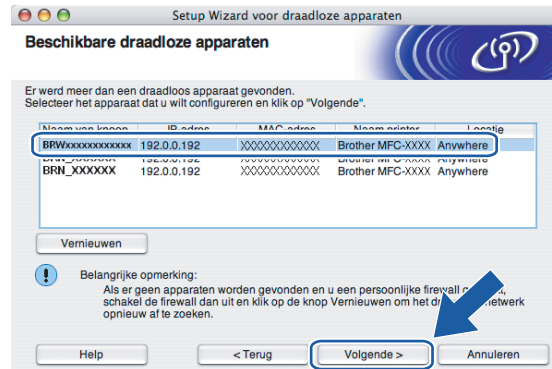 Setup Wizard voor draadloze apparaten
Beschikbare draadloze apparaten
Er werd meer dan een draadloos apparaat gevonden.
Selecteer het apparaat dat u wilt configureren en klik op "Volgende".
Naam van knoop IP-adres MAC-adres Naam printer Locatie
BRWxxxxxxxxxxxx 192.0.0.192 XXXXXXXXXXXX Brother MFC-XXXX Anywhere
BRN_XXXXXX 192.0.0.192 XXXXXXXXXXXX Brother MFC-XXXX Anywhere
BRN_XXXXXX 192.0.0.192 XXXXXXXXXXXX Brother MFC-XXXX Anywhere
Vernieuwen
Belangrijke opmerking:
Als er geen apparaten worden gevonden en u een persoonlijke firewall
schakel de firewall dan uit en klik op de knop Vernieuwen om het
opnieuw af te zoeken.
Help
< Terug
Volgende >
Annuleren